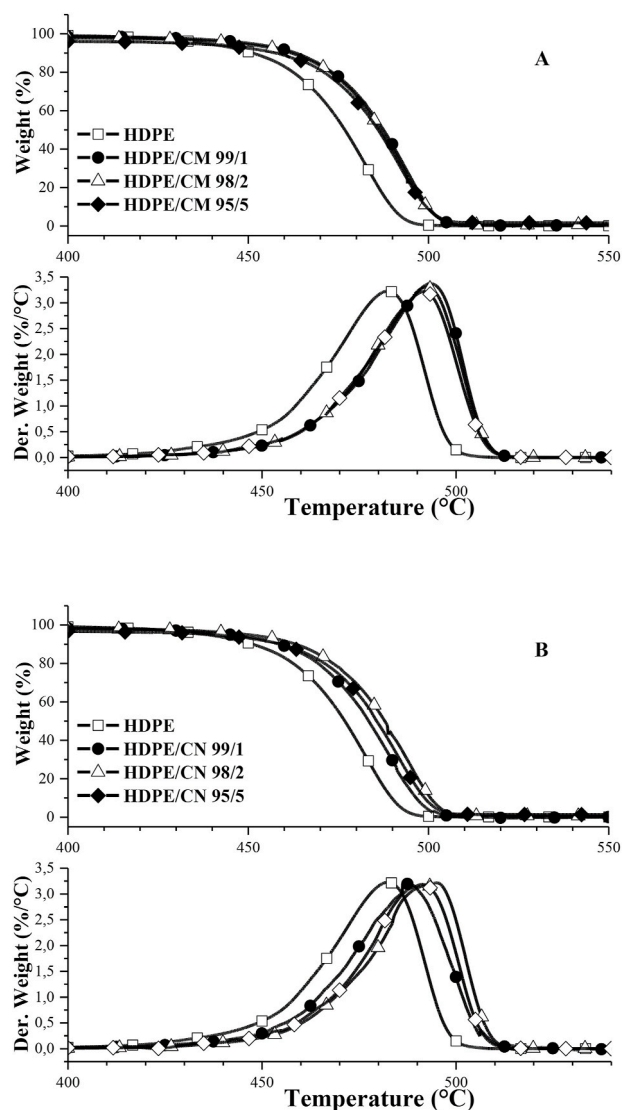 A
Weight (%)
100
80
60
40
20
0
HDPE
HDPE/CM 99/1
HDPE/CM 98/2
HDPE/CM 95/5
400
450
500
550
Der. Weight (%/°C)
3,5
3,0
2,5
2,0
1,5
1,0
0,5
0,0
400
450
500
Temperature (°C)
B
Weight (%)
100
80
60
40
20
0
HDPE
HDPE/CN 99/1
HDPE/CN 98/2
HDPE/CN 95/5
400
450
500
550
Der. Weight (%/°C)
3,5
3,0
2,5
2,0
1,5
1,0
0,5
0,0
400
450
500
Temperature (°C)